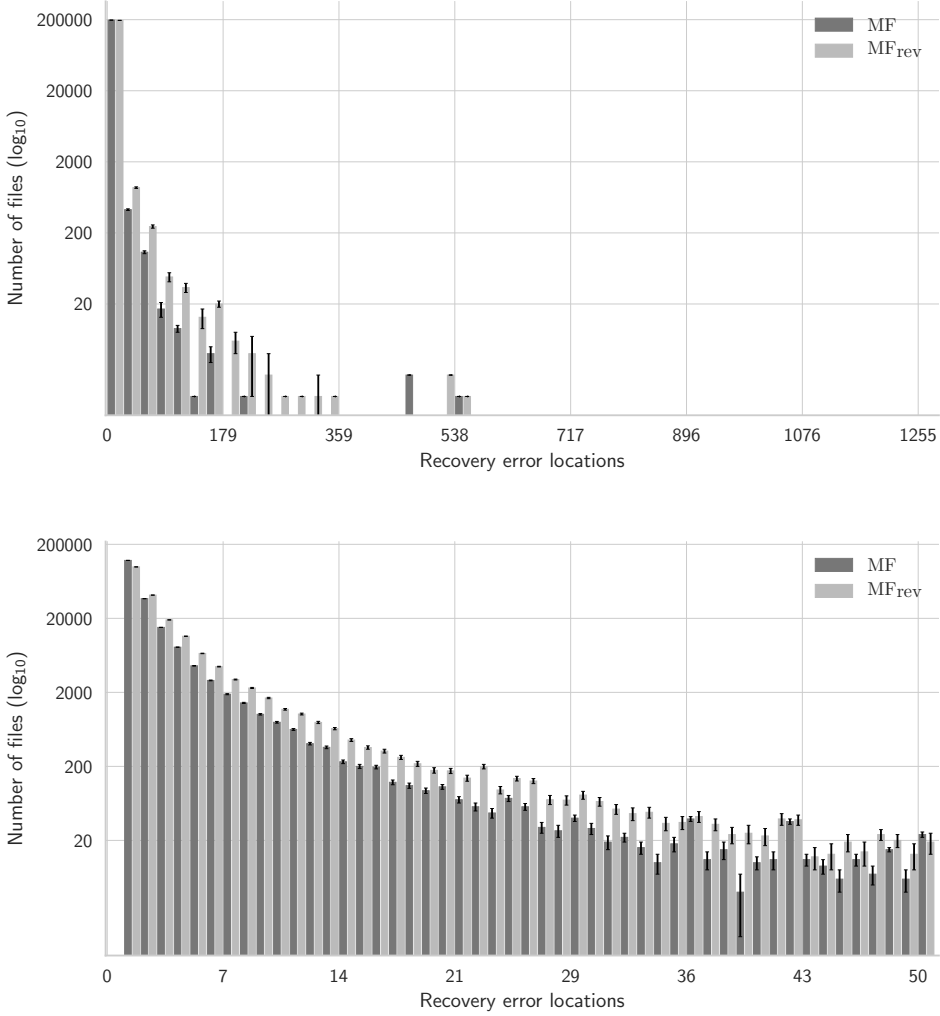 200000
20000
2000
200
20
Number of files (log10)
MF
MFrev
0 179 359 538 717 896 1076 1255
Recovery error locations
200000
20000
2000
200
20
Number of files (log10)
MF
MFrev
0 7 14 21 29 36 43 50
Recovery error locations